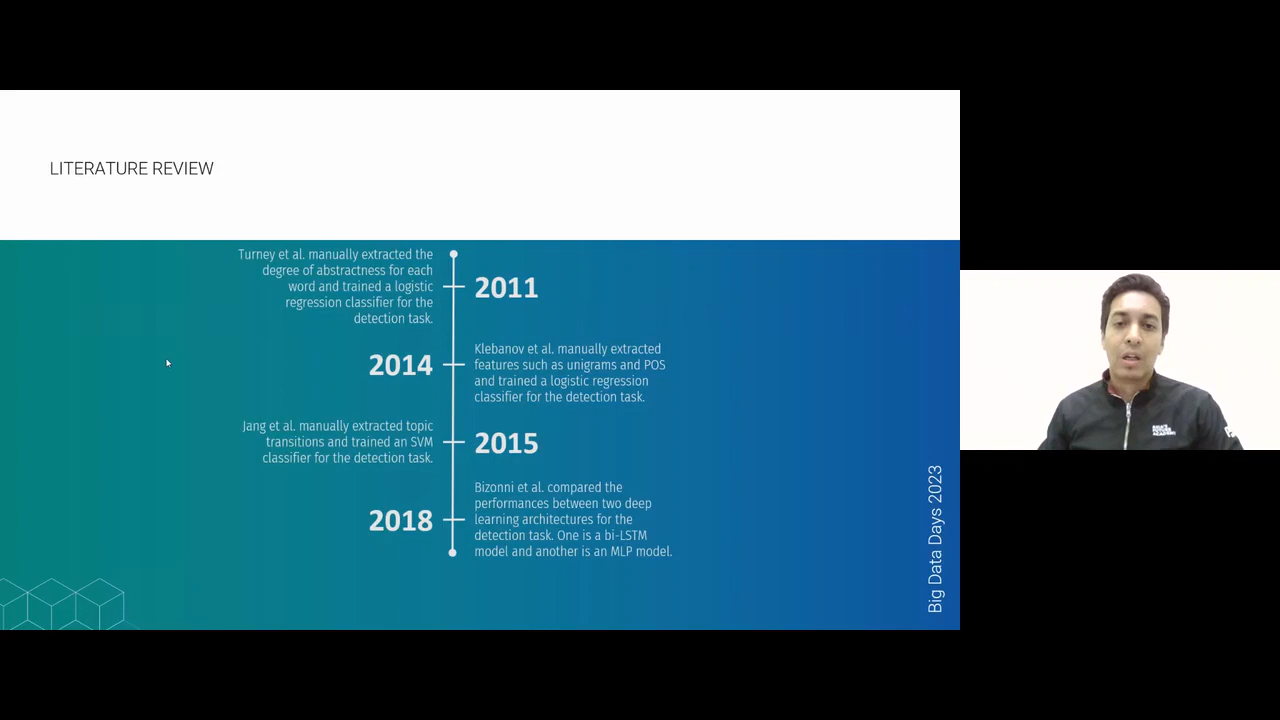 LITERATURE REVIEW
Turney et al. manually extracted the
degree of abstractness for each
word and trained a logistic
regression classifier for the
detection task.
2011
2014
Klebanov et al. manually extracted
features such as unigrams and POS
and trained a logistic regression
classifier for the detection task.
Jang et al. manually extracted topic
transitions and trained an SVM
classifier for the detection task.
2015
2018
Bizonni et al. compared the
performances between two deep
learning architectures for the
detection task. One is a bi-LSTM
model and another is an MLP model.
Big Data Days 2023